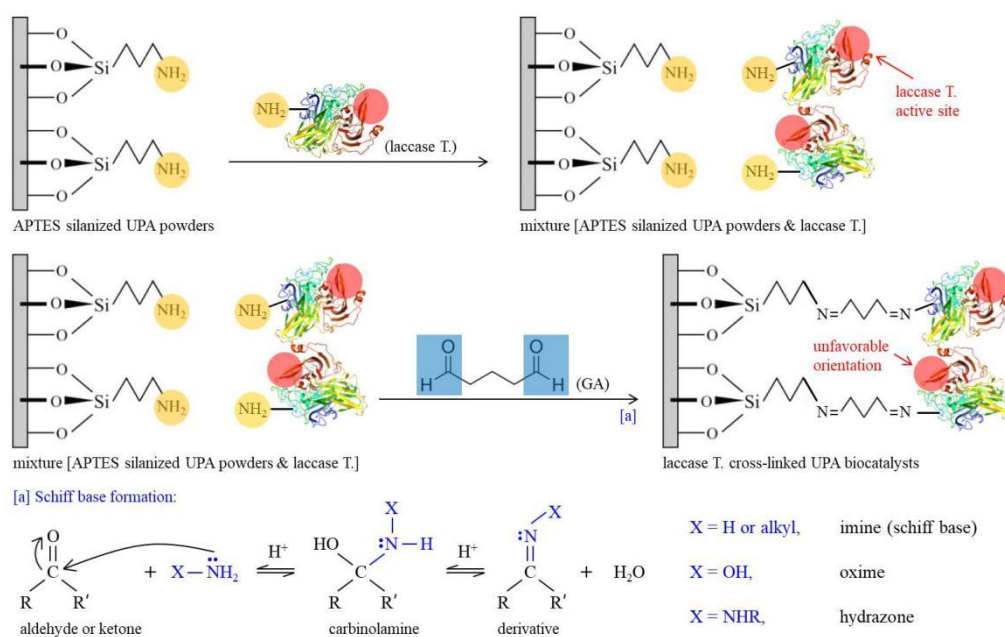 O
O Si NH₂
O
O
O Si NH₂
O
APTES silanized UPA powders
NH₂
(laccase T.)
O
O Si NH₂
O
O
O Si NH₂
O
NH₂
NH₂
laccase T.
active site
mixture [APTES silanized UPA powders & laccase T.]
O
O Si NH₂
O
O
O Si NH₂
O
NH₂
NH₂
mixture [APTES silanized UPA powders & laccase T.]
O O
H H (GA)
[a]
O
O Si N= =N
O
O
O Si N= =N
O
unfavorable
orientation
laccase T. cross-linked UPA biocatalysts
[a] Schiff base formation:
O
C
R R′
aldehyde or ketone
+ X–NH₂
H⁺
X
HO :N–H
C
R R′
carbinolamine
H⁺
X
:N
C
R R′
derivative
+ H₂O
X = H or alkyl, imine (schiff base)
X = OH, oxime
X = NHR, hydrazone